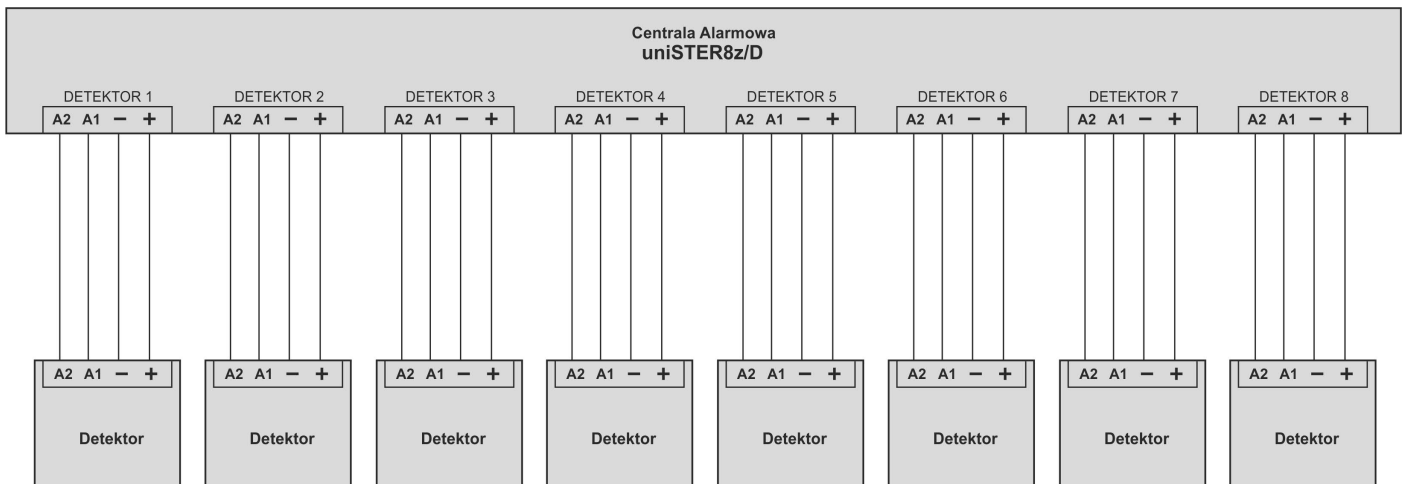 Centrala Alarmowa
uniSTER8z/D
DETEKTOR 1 DETEKTOR 2 DETEKTOR 3 DETEKTOR 4 DETEKTOR 5 DETEKTOR 6 DETEKTOR 7 DETEKTOR 8
A2 A1 − + A2 A1 − + A2 A1 − + A2 A1 − + A2 A1 − + A2 A1 − + A2 A1 − + A2 A1 − +
A2 A1 − + A2 A1 − + A2 A1 − + A2 A1 − + A2 A1 − + A2 A1 − + A2 A1 − + A2 A1 − +
Detektor Detektor Detektor Detektor Detektor Detektor Detektor Detektor